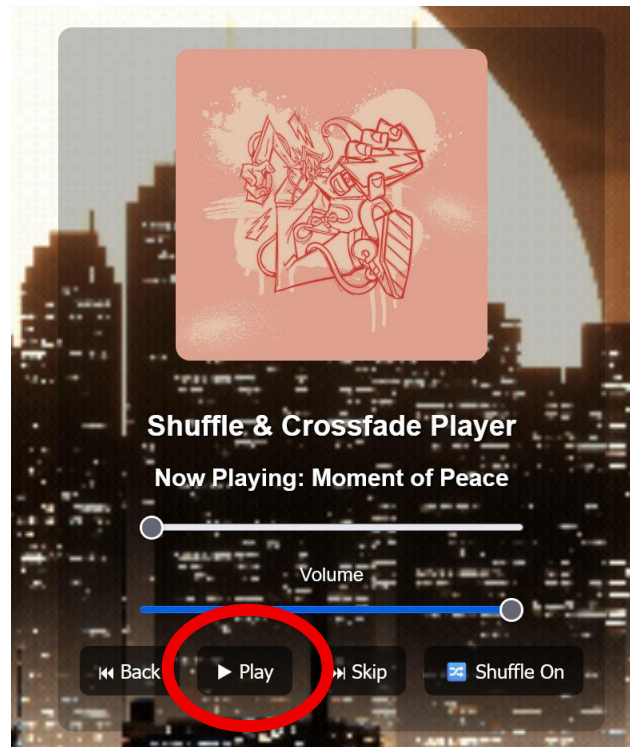 Shuffle & Crossfade Player
Now Playing: Moment of Peace
Volume
⏮ Back ▶ Play ⏭ Skip 🔀 Shuffle On